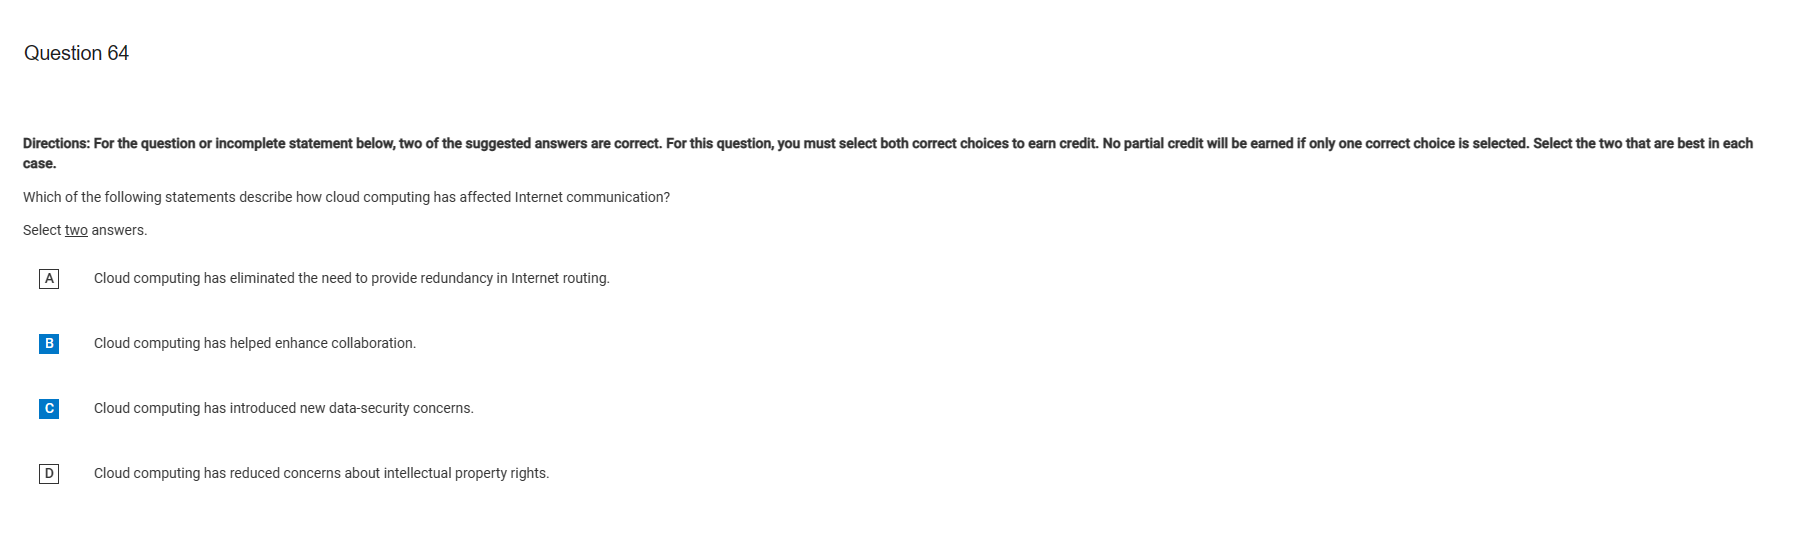 Question 64
Directions: For the question or incomplete statement below, two of the suggested answers are correct. For this question, you must select both correct choices to earn credit. No partial credit will be earned if only one correct choice is selected. Select the two that are best in each
case.
Which of the following statements describe how cloud computing has affected Internet communication?
Select two answers.
A Cloud computing has eliminated the need to provide redundancy in Internet routing.
B Cloud computing has helped enhance collaboration.
C Cloud computing has introduced new data-security concerns.
D Cloud computing has reduced concerns about intellectual property rights.